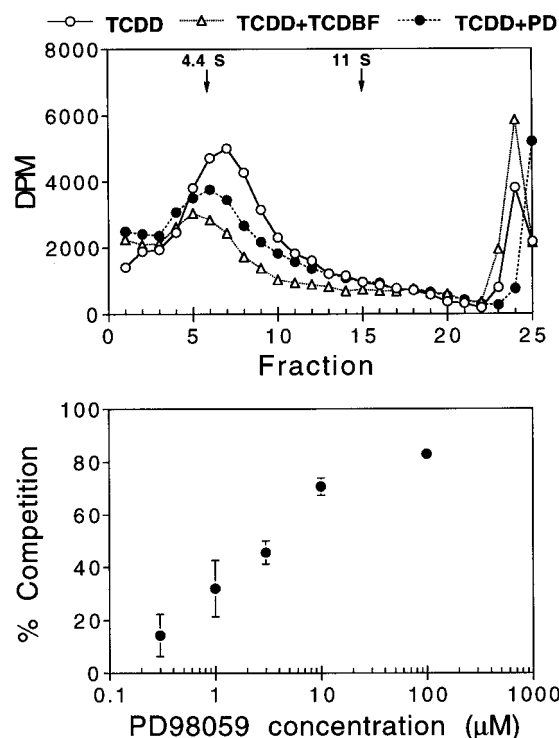 TCDD TCDD+TCDBF TCDD+PD
4.4 S 11 S
8000
6000
4000
2000
0
DPM
0 5 10 15 20 25
Fraction
100
80
60
40
20
0
% Competition
0.1 1 10 100 1000
PD98059 concentration (μM)